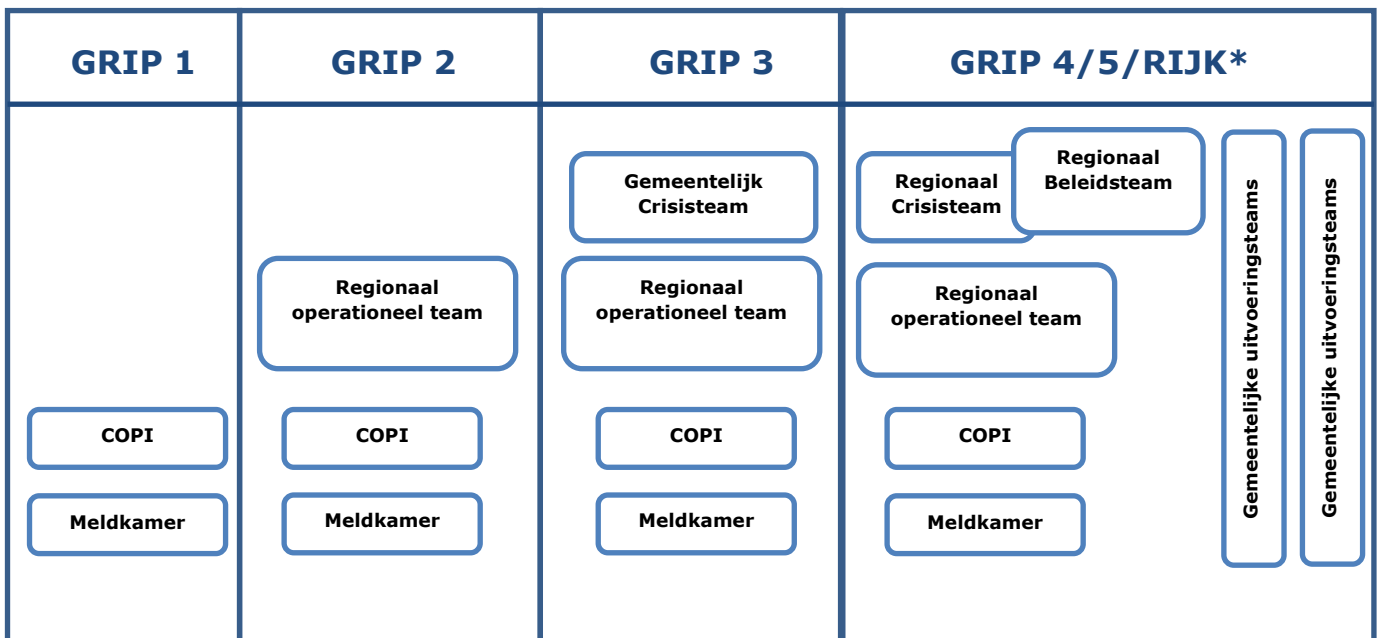 GRIP 1
GRIP 2
GRIP 3
GRIP 4/5/RIJK*
COPI
Meldkamer
Regionaal
operationeel team
COPI
Meldkamer
Gemeentelijk
Crisisteam
Regionaal
operationeel team
COPI
Meldkamer
Regionaal
Crisisteam
Regionaal
Beleidsteam
Regionaal
operationeel team
COPI
Meldkamer
Gemeentelijke uitvoeringsteams
Gemeentelijke uitvoeringsteams